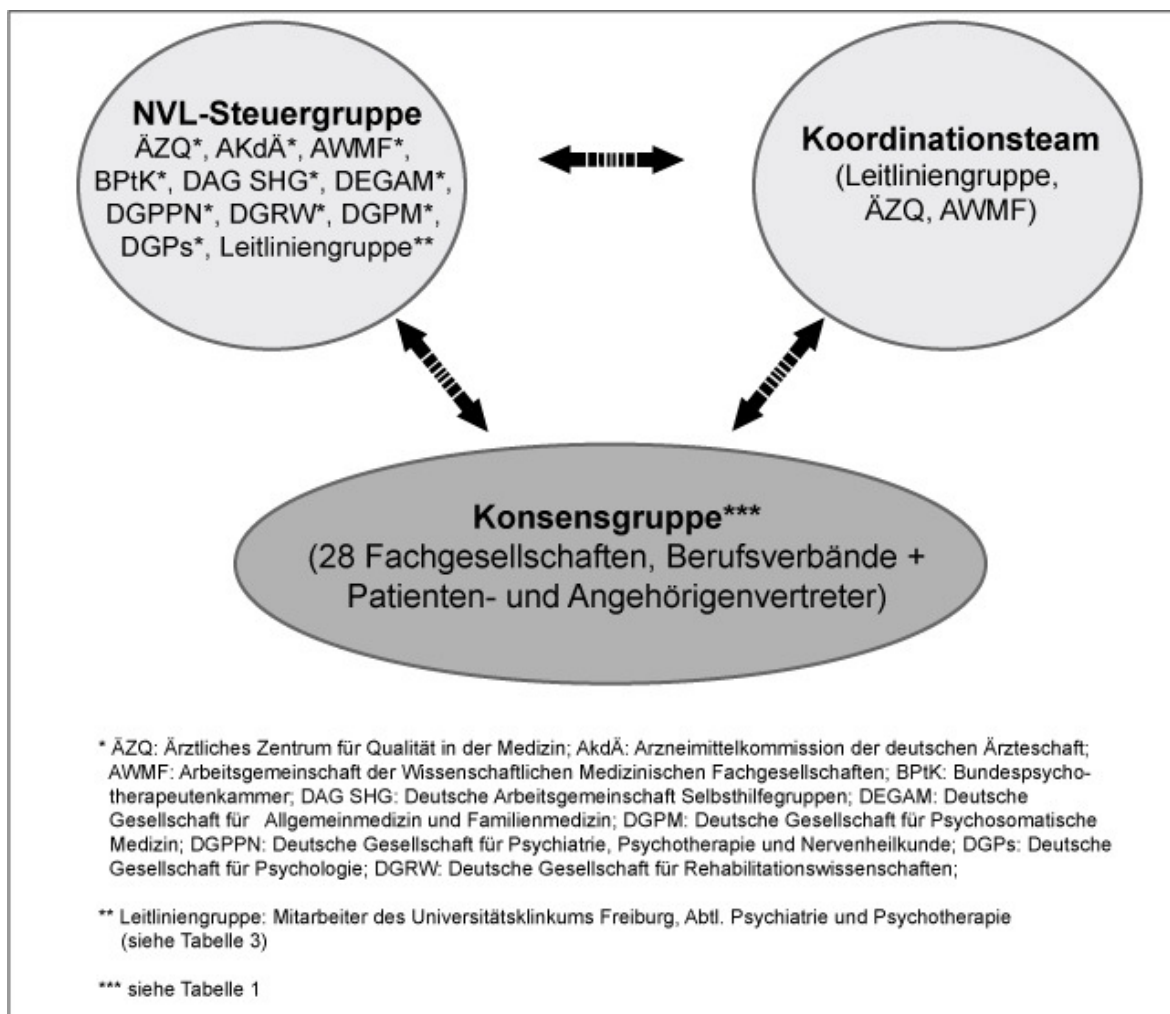 NVL-Steuergruppe
ÄZQ*, AKdÄ*, AWMF*,
BPtK*, DAG SHG*, DEGAM*,
DGPPN*, DGRW*, DGPM*,
DGPs*, Leitliniengruppe**
Koordinationsteam
(Leitliniengruppe,
ÄZQ, AWMF)
Konsensgruppe***
(28 Fachgesellschaften, Berufsverbände +
Patienten- und Angehörigenvertreter)
* ÄZQ: Ärztliches Zentrum für Qualität in der Medizin; AkdÄ: Arzneimittelkommission der deutschen Ärzteschaft;
AWMF: Arbeitsgemeinschaft der Wissenschaftlichen Medizinischen Fachgesellschaften; BPtK: Bundespsycho-
therapeutenkammer; DAG SHG: Deutsche Arbeitsgemeinschaft Selbsthilfegruppen; DEGAM: Deutsche
Gesellschaft für Allgemeinmedizin und Familienmedizin; DGPM: Deutsche Gesellschaft für Psychosomatische
Medizin; DGPPN: Deutsche Gesellschaft für Psychiatrie, Psychotherapie und Nervenheilkunde; DGPs: Deutsche
Gesellschaft für Psychologie; DGRW: Deutsche Gesellschaft für Rehabilitationswissenschaften;
** Leitliniengruppe: Mitarbeiter des Universitätsklinkums Freiburg, Abtl. Psychiatrie und Psychotherapie
(siehe Tabelle 3)
*** siehe Tabelle 1